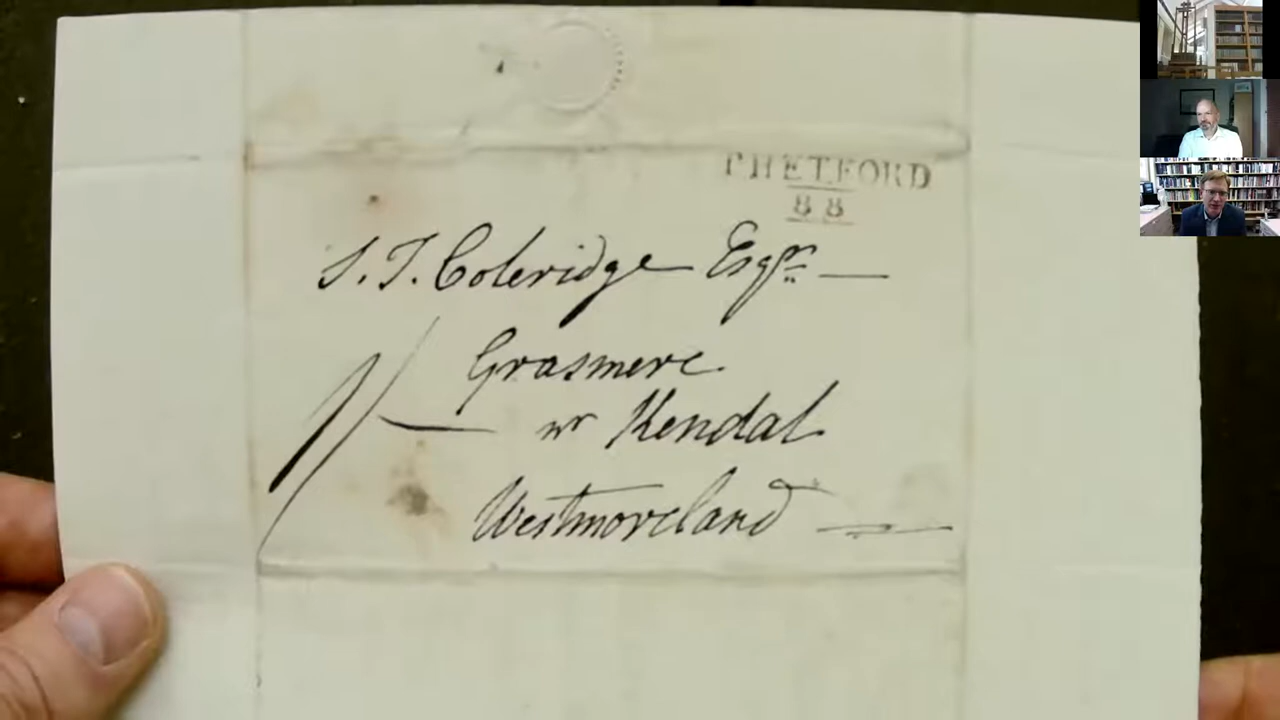 THETFORD
88
S. T. Coleridge Esqr.
Grasmere
nr Kendal
Westmoreland